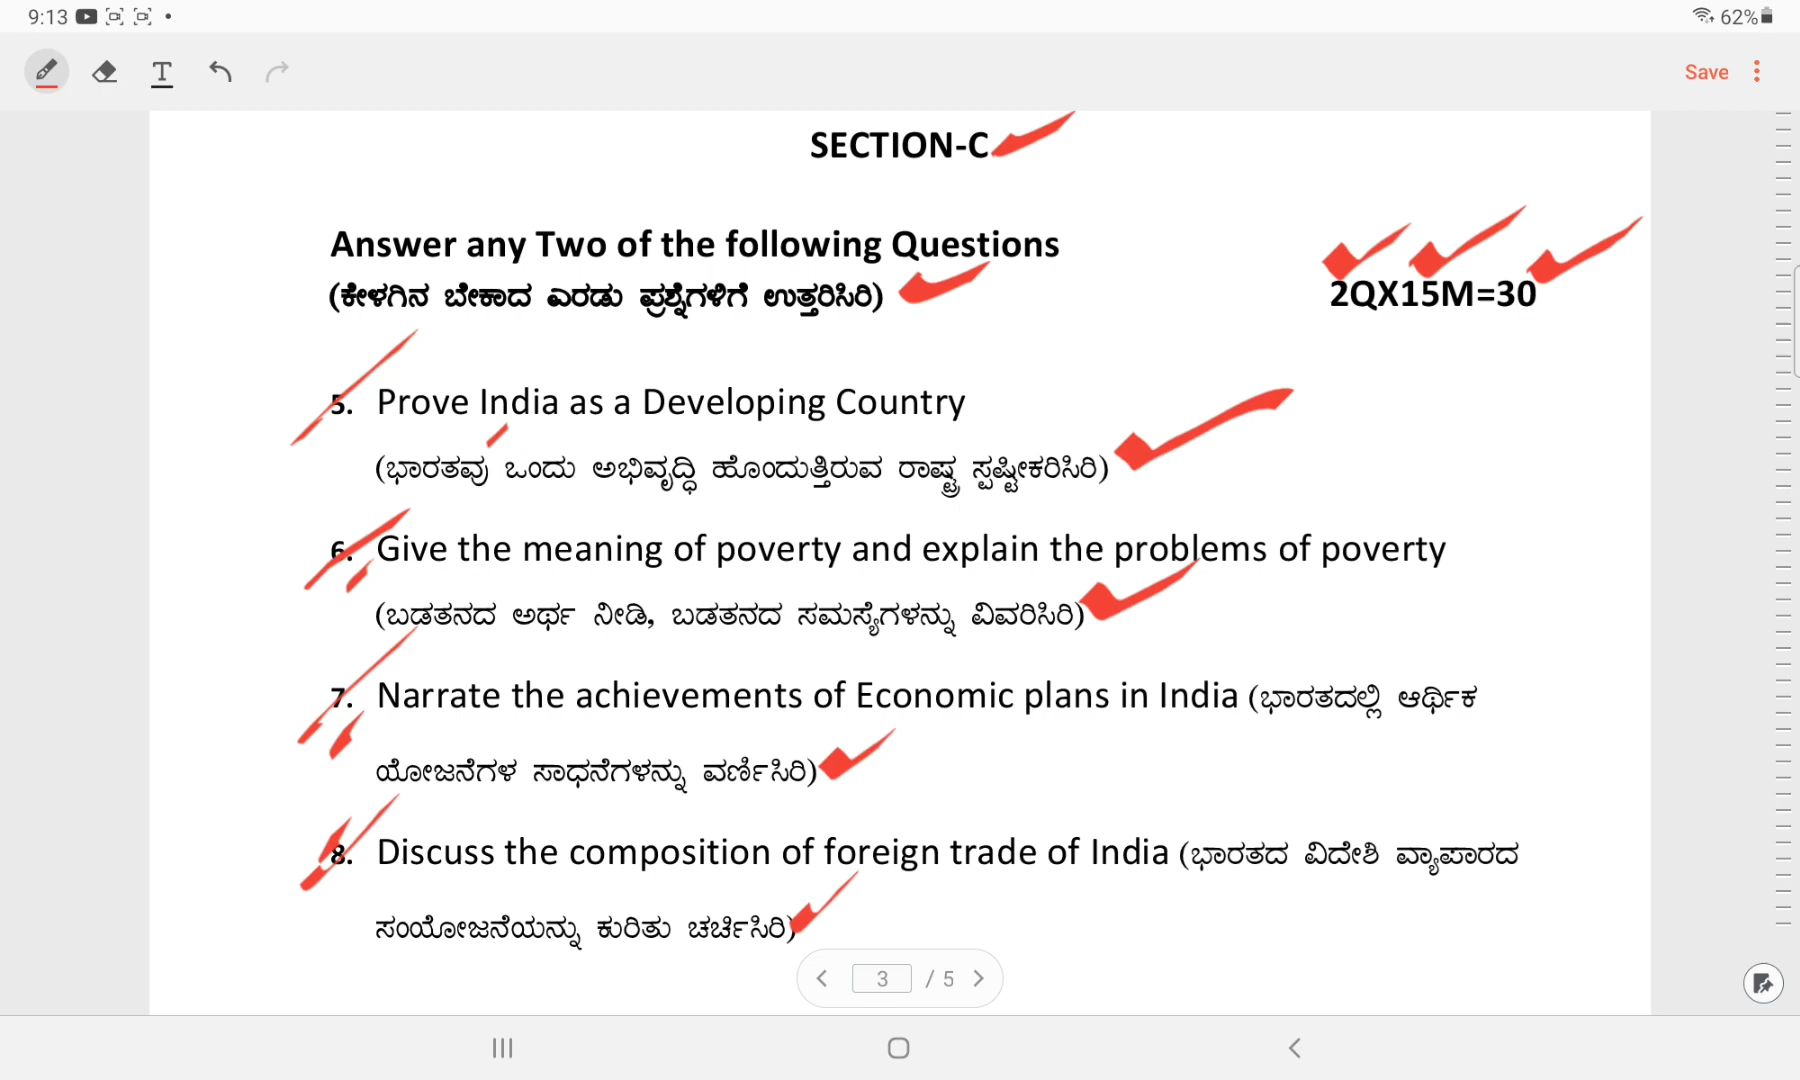 9:13
62%
Save
SECTION-C
Answer any Two of the following Questions
(ಕೇಳಗಿನ ಬೇಕಾದ ಎರಡು ಪ್ರಶ್ನೆಗಳಿಗೆ ಉತ್ತರಿಸಿರಿ)
2QX15M=30
5. Prove India as a Developing Country
(ಭಾರತವು ಒಂದು ಅಭಿವೃದ್ಧಿ ಹೊಂದುತ್ತಿರುವ ರಾಷ್ಟ್ರ ಸ್ಪಷ್ಟೀಕರಿಸಿರಿ)
6. Give the meaning of poverty and explain the problems of poverty
(ಬಡತನದ ಅರ್ಥ ನೀಡಿ, ಬಡತನದ ಸಮಸ್ಯೆಗಳನ್ನು ವಿವರಿಸಿರಿ)
7. Narrate the achievements of Economic plans in India (ಭಾರತದಲ್ಲಿ ಆರ್ಥಿಕ
ಯೋಜನೆಗಳ ಸಾಧನೆಗಳನ್ನು ವರ್ಣಿಸಿರಿ)
8. Discuss the composition of foreign trade of India (ಭಾರತದ ವಿದೇಶಿ ವ್ಯಾಪಾರದ
ಸಂಯೋಜನೆಯನ್ನು ಕುರಿತು ಚರ್ಚಿಸಿರಿ)
3 / 5